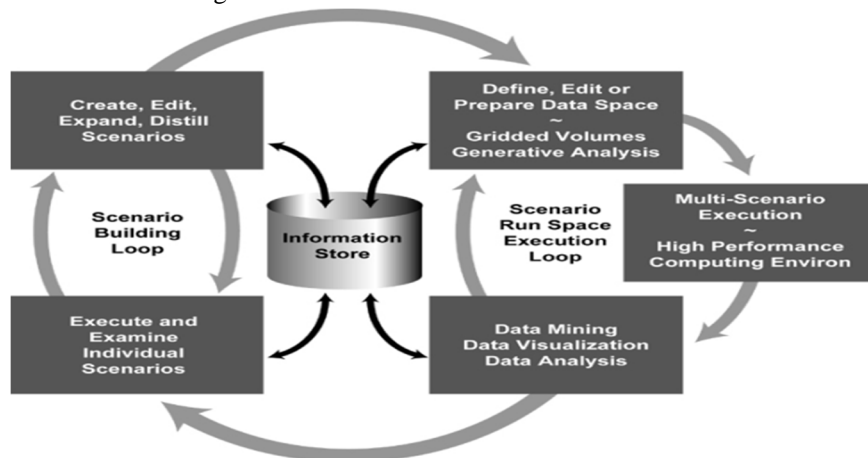 Create, Edit,
Expand, Distill
Scenarios
Define, Edit or
Prepare Data Space
~
Gridded Volumes
Generative Analysis
Scenario
Building
Loop
Information
Store
Scenario
Run Space
Execution
Loop
Multi-Scenario
Execution
~
High Performance
Computing Environ
Execute and
Examine
Individual
Scenarios
Data Mining
Data Visualization
Data Analysis